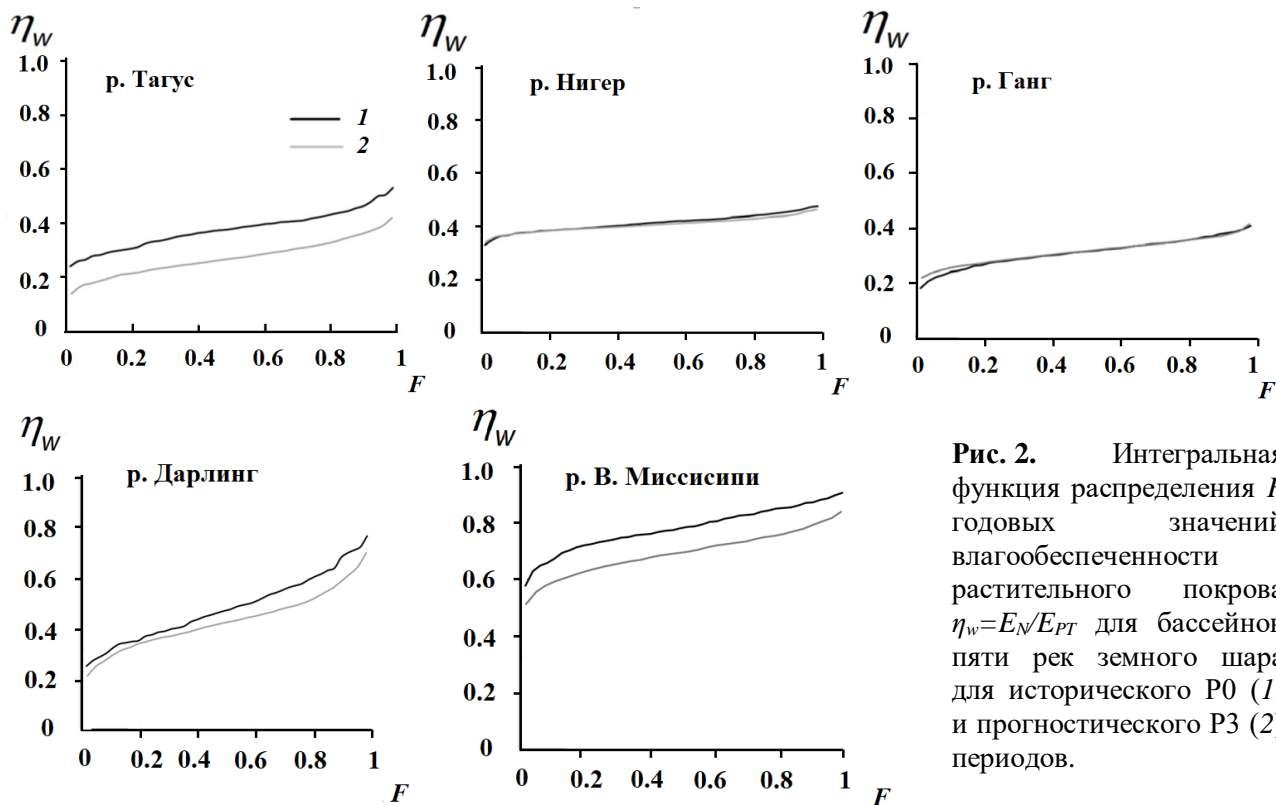 η_w
р. Тагус
1.0
0.8
0.6
0.4
0.2
0
1
2
0 0.2 0.4 0.6 0.8 1
F
η_w
р. Нигер
1.0
0.8
0.6
0.4
0.2
0
0 0.2 0.4 0.6 0.8 1
F
η_w
р. Ганг
1.0
0.8
0.6
0.4
0.2
0
0 0.2 0.4 0.6 0.8 1
F
η_w
р. Дарлинг
1.0
0.8
0.6
0.4
0.2
0
0 0.2 0.4 0.6 0.8 1
F
η_w
р. В. Миссисипи
1.0
0.8
0.6
0.4
0.2
0
0 0.2 0.4 0.6 0.8 1
F
Рис. 2. Интегральная
функция распределения F
годовых значений
влагообеспеченности
растительного покрова
η_w=E_N/E_PT для бассейнов
пяти рек земного шара
для исторического P0 (1)
и прогностического P3 (2)
периодов.